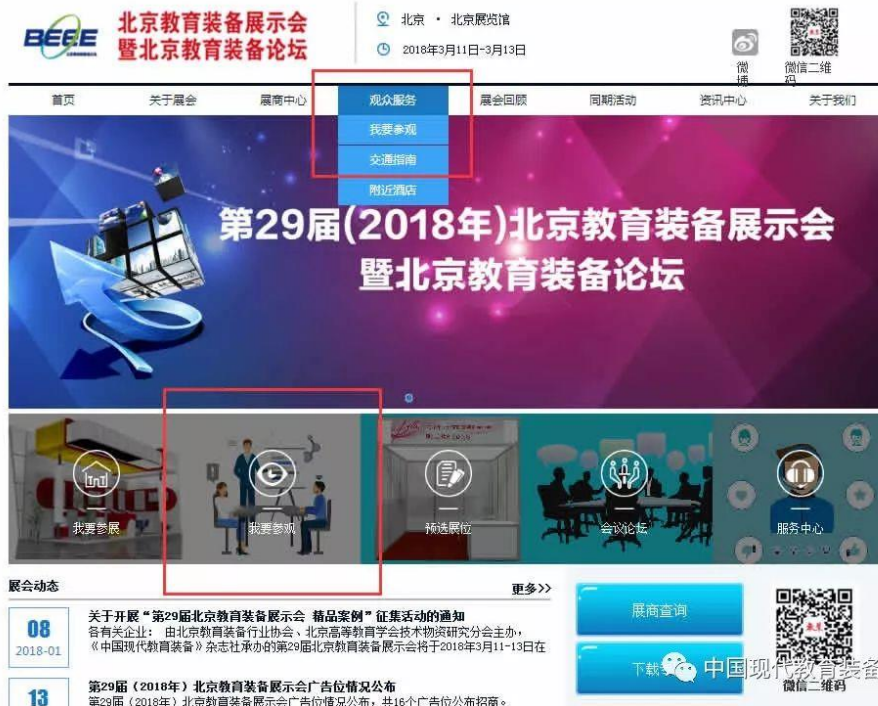 BEEE
北京教育装备展示会
暨北京教育装备论坛
北京 · 北京展览馆
2018年3月11日-3月13日
微博
微信二维码
首页
关于展会
展商中心
观众服务
展会回顾
同期活动
资讯中心
关于我们
我要参观
交通指南
附近酒店
第29届(2018年)北京教育装备展示会
暨北京教育装备论坛
我要参展
我要参观
预选展位
会议论坛
服务中心
展会动态
更多>>
08
2018-01
关于开展“第29届北京教育装备展示会 精品案例”征集活动的通知
各有关企业： 由北京教育装备行业协会、北京高等教育学会技术物资研究分会主办，
《中国现代教育装备》杂志社承办的第29届北京教育装备展示会将于2018年3月11-13日在
13
第29届（2018年）北京教育装备展示会广告位情况公布
第29届（2018年）北京教育装备展示会广告位情况公布，共16个广告位公布招商。
展商查询
下载
中国现代教育装备
微信二维码